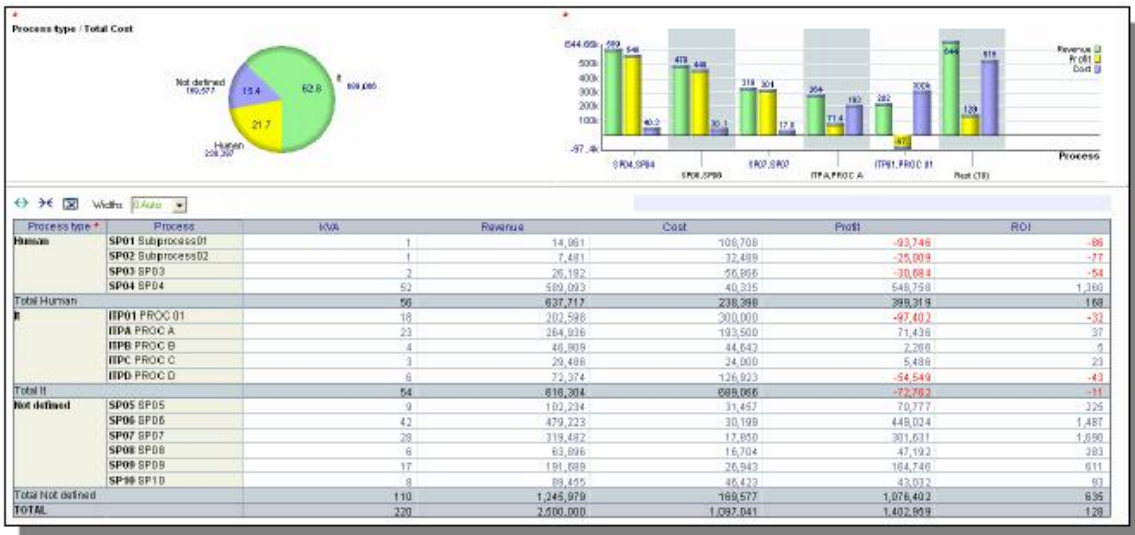 Process type / Total Cost
Not defined
169,577
15.4
62.8
It
21.7
Human
644.66k
500k
400k
300k
200k
100k
-97.4k
589
548
40.2
479
449
30.1
319
301
17.8
264
71.4
193
202
-97.
300k
644
128
516
Revenue
Profit
Cost
Process
SP04,SP04
SP06,SP06
SP07,SP07
ITPA,PROC A
ITP01,PROC 01
Rest (10)
Widths 0 Auto
Process type * Process KVA Revenue Cost Profit ROI
Human SP01 Subprocess01 1 14,961 108,708 -93,746 -86
SP02 Subprocess02 1 7,481 32,489 -25,009 -77
SP03 SP03 2 26,182 56,866 -30,684 -54
SP04 SP04 52 589,093 40,335 548,758 1,360
Total Human 56 637,717 238,398 399,319 168
It ITP01 PROC 01 18 202,598 300,000 -97,402 -32
ITPA PROC A 23 264,936 193,500 71,436 37
ITPB PROC B 4 46,909 44,643 2,266 5
ITPC PROC C 3 29,486 24,000 5,486 23
ITPD PROC D 6 72,374 126,923 -54,549 -43
Total It 54 616,304 689,066 -72,762 -11
Not defined SP05 SP05 9 102,234 31,457 70,777 225
SP06 SP06 42 479,223 30,199 449,024 1,487
SP07 SP07 28 319,482 17,850 301,631 1,690
SP08 SP08 6 63,896 16,704 47,192 283
SP09 SP09 17 191,689 26,943 164,746 611
SP10 SP10 8 89,455 46,423 43,032 93
Total Not defined 110 1,245,979 169,577 1,076,402 635
TOTAL 220 2,500,000 1,097,041 1,402,959 128